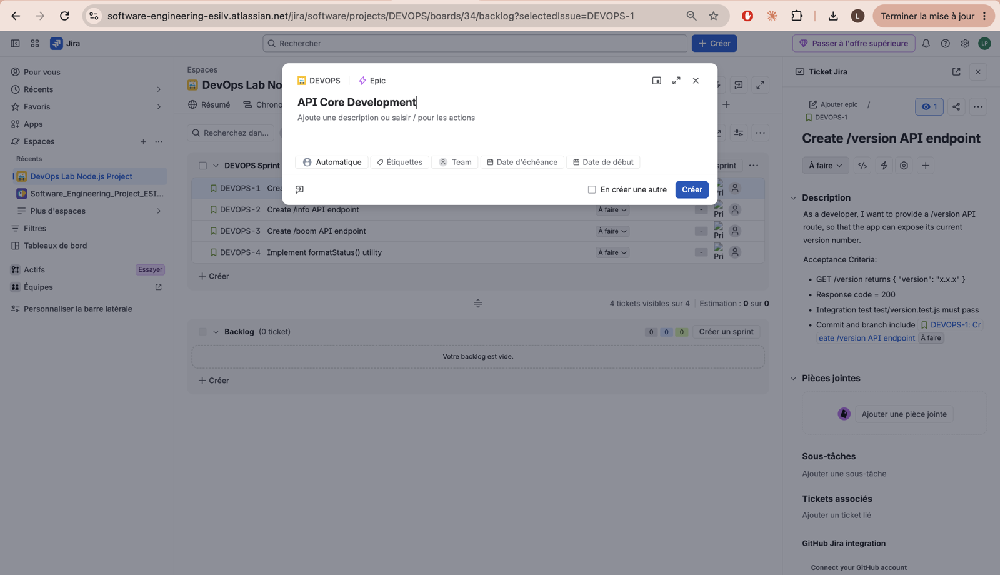 software-engineering-esilv.atlassian.net/jira/software/projects/DEVOPS/boards/34/backlog?selectedIssue=DEVOPS-1
L
Terminer la mise à jour
Jira
Rechercher
Créer
Passer à l'offre supérieure
LP
Pour vous
Récents
Favoris
Apps
Espaces
Récents
DevOps Lab Node.js Project
Software_Engineering_Project_ESI...
Plus d'espaces
Filtres
Tableaux de bord
Actifs
Essayer
Équipes
Personnaliser la barre latérale
Espaces
DevOps Lab No
Résumé
Chrono
Recherchez dan...
DEVOPS
Epic
API Core Development
Ajoute une description ou saisir / pour les actions
Automatique
Étiquettes
Team
Date d'échéance
Date de début
En créer une autre
Créer
DEVOPS Sprint
sprint
DEVOPS-1 Crea
ri
DEVOPS-2 Create /info API endpoint
À faire
-
Pri
DEVOPS-3 Create /boom API endpoint
À faire
-
Pri
DEVOPS-4 Implement formatStatus() utility
À faire
-
Pri
Créer
4 tickets visibles sur 4
Estimation : 0 sur 0
Backlog (0 ticket)
0 0 0
Créer un sprint
Votre backlog est vide.
Créer
Ticket Jira
Ajouter epic /
1
DEVOPS-1
Create /version API endpoint
À faire
Description
As a developer, I want to provide a /version API
route, so that the app can expose its current
version number.
Acceptance Criteria:
• GET /version returns { "version": "x.x.x" }
• Response code = 200
• Integration test test/version.test.js must pass
• Commit and branch include DEVOPS-1: Cr
eate /version API endpoint À faire
Pièces jointes
Ajouter une pièce jointe
Sous-tâches
Ajouter une sous-tâche
Tickets associés
Ajouter un ticket lié
GitHub Jira integration
Connect your GitHub account